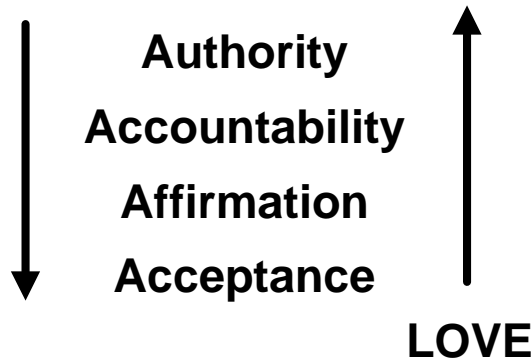 Authority
Accountability
Affirmation
Acceptance
LOVE